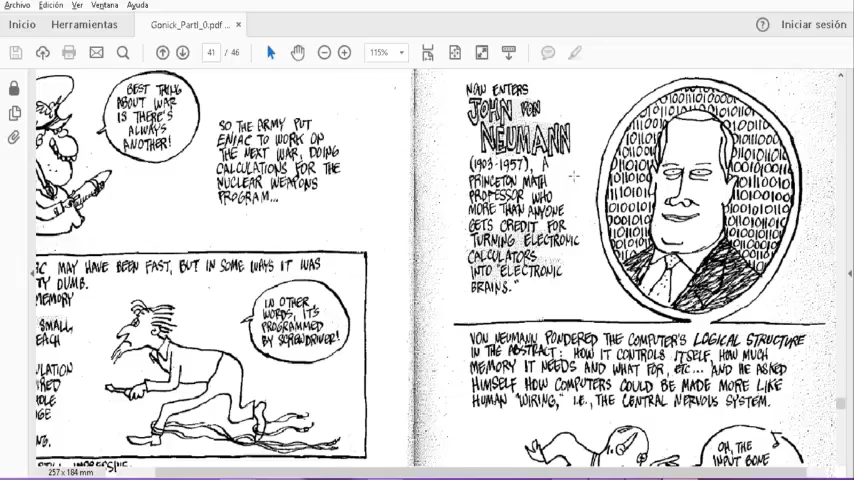 Archivo Edición Ver Ventana Ayuda
Inicio Herramientas Gonick_PartI_0.pdf ... × Iniciar sesión
41 / 46 115%
BEST THING
ABOUT WAR
IS THERE'S
ALWAYS
ANOTHER!
SO, THE ARMY PUT
ENIAC TO WORK ON
THE NEXT WAR, DOING
CALCULATIONS FOR THE
NUCLEAR WEAPONS
PROGRAM...
MAY HAVE BEEN FAST, BUT IN SOME WAYS IT WAS
TY DUMB.
MEMORY
SMALL,
EACH
ULATION
IRED
HOLE
NGE
NG.
IN OTHER
WORDS, IT'S
PROGRAMMED
BY SCREWDRIVER!
NOW ENTERS
JOHN VON
NEUMANN
(1903-1957), A
PRINCETON MATH
PROFESSOR WHO
MORE THAN ANYONE
GETS CREDIT FOR
TURNING ELECTRONIC
CALCULATORS
INTO "ELECTRONIC
BRAINS."
VON NEUMANN PONDERED THE COMPUTER'S LOGICAL STRUCTURE
IN THE ABSTRACT: HOW IT CONTROLS ITSELF, HOW MUCH
MEMORY IT NEEDS AND WHAT FOR, ETC... AND HE ASKED
HIMSELF HOW COMPUTERS COULD BE MADE MORE LIKE
HUMAN "WIRING," I.E., THE CENTRAL NERVOUS SYSTEM.
OH, THE
INPUT BONE
257 x 184 mm